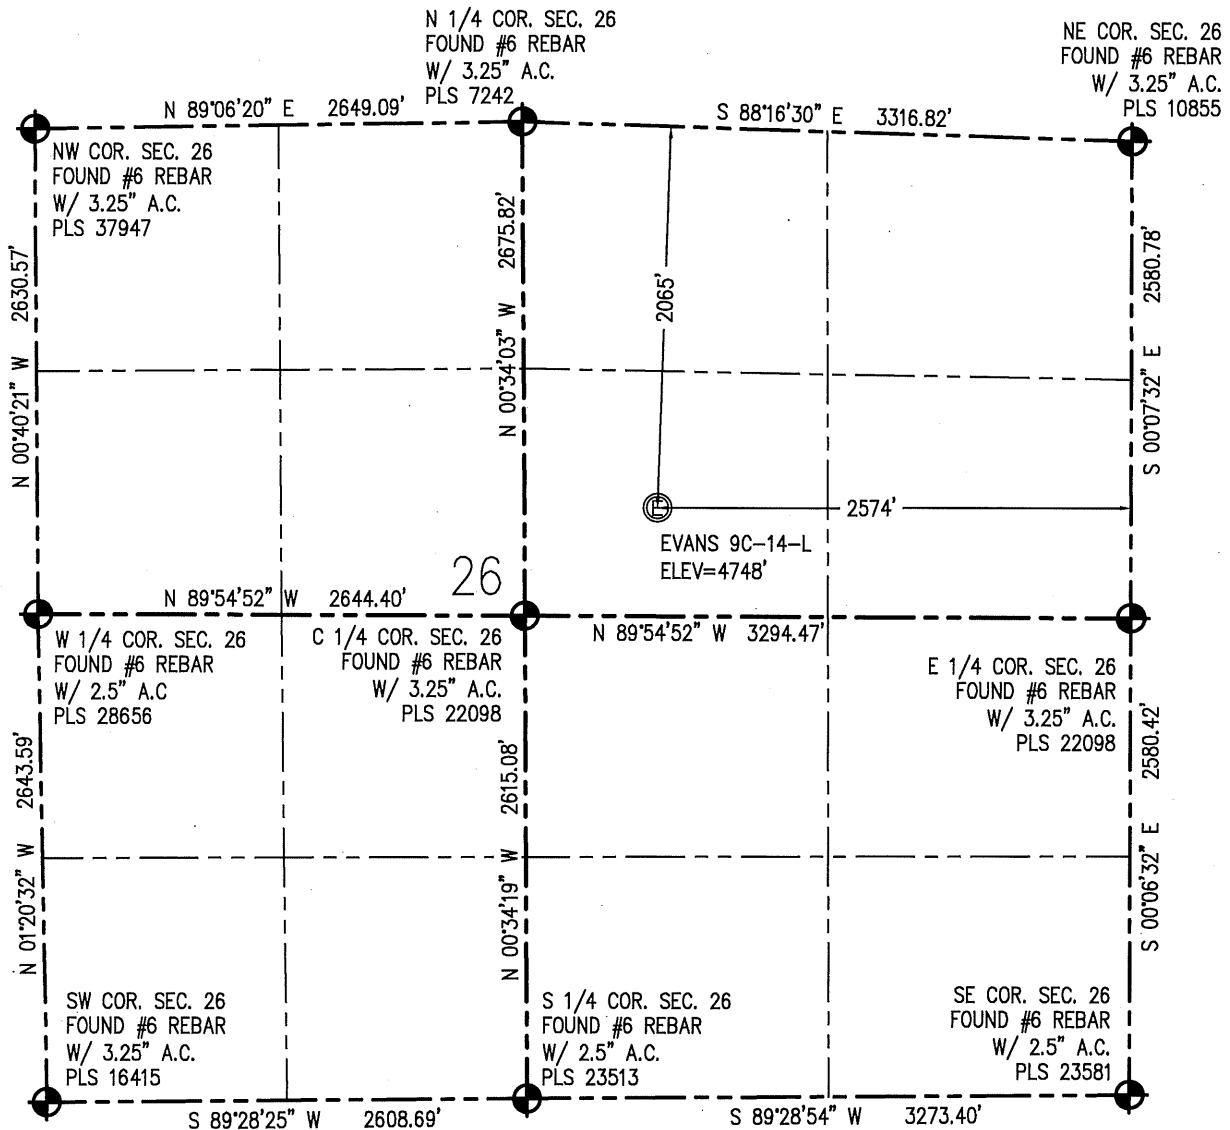 N 1/4 COR. SEC. 26
FOUND #6 REBAR
W/ 3.25" A.C.
PLS 7242
NE COR. SEC. 26
FOUND #6 REBAR
W/ 3.25" A.C.
PLS 10855
N 89°06'20" E 2649.09'
S 88°16'30" E 3316.82'
NW COR. SEC. 26
FOUND #6 REBAR
W/ 3.25" A.C.
PLS 37947
N 00°40'21" W 2630.57'
N 00°34'03" W 2675.82'
2065'
S 00°07'32" E 2580.78'
2574'
EVANS 9C-14-L
ELEV=4748'
26
N 89°54'52" W 2644.40'
N 89°54'52" W 3294.47'
W 1/4 COR. SEC. 26
FOUND #6 REBAR
W/ 2.5" A.C
PLS 28656
C 1/4 COR. SEC. 26
FOUND #6 REBAR
W/ 3.25" A.C.
PLS 22098
E 1/4 COR. SEC. 26
FOUND #6 REBAR
W/ 3.25" A.C.
PLS 22098
N 01°20'32" W 2643.59'
N 00°34'19" W 2615.08'
S 00°06'32" E 2580.42'
SW COR. SEC. 26
FOUND #6 REBAR
W/ 3.25" A.C.
PLS 16415
S 1/4 COR. SEC. 26
FOUND #6 REBAR
W/ 2.5" A.C.
PLS 23513
SE COR. SEC. 26
FOUND #6 REBAR
W/ 2.5" A.C.
PLS 23581
S 89°28'25" W 2608.69'
S 89°28'54" W 3273.40'